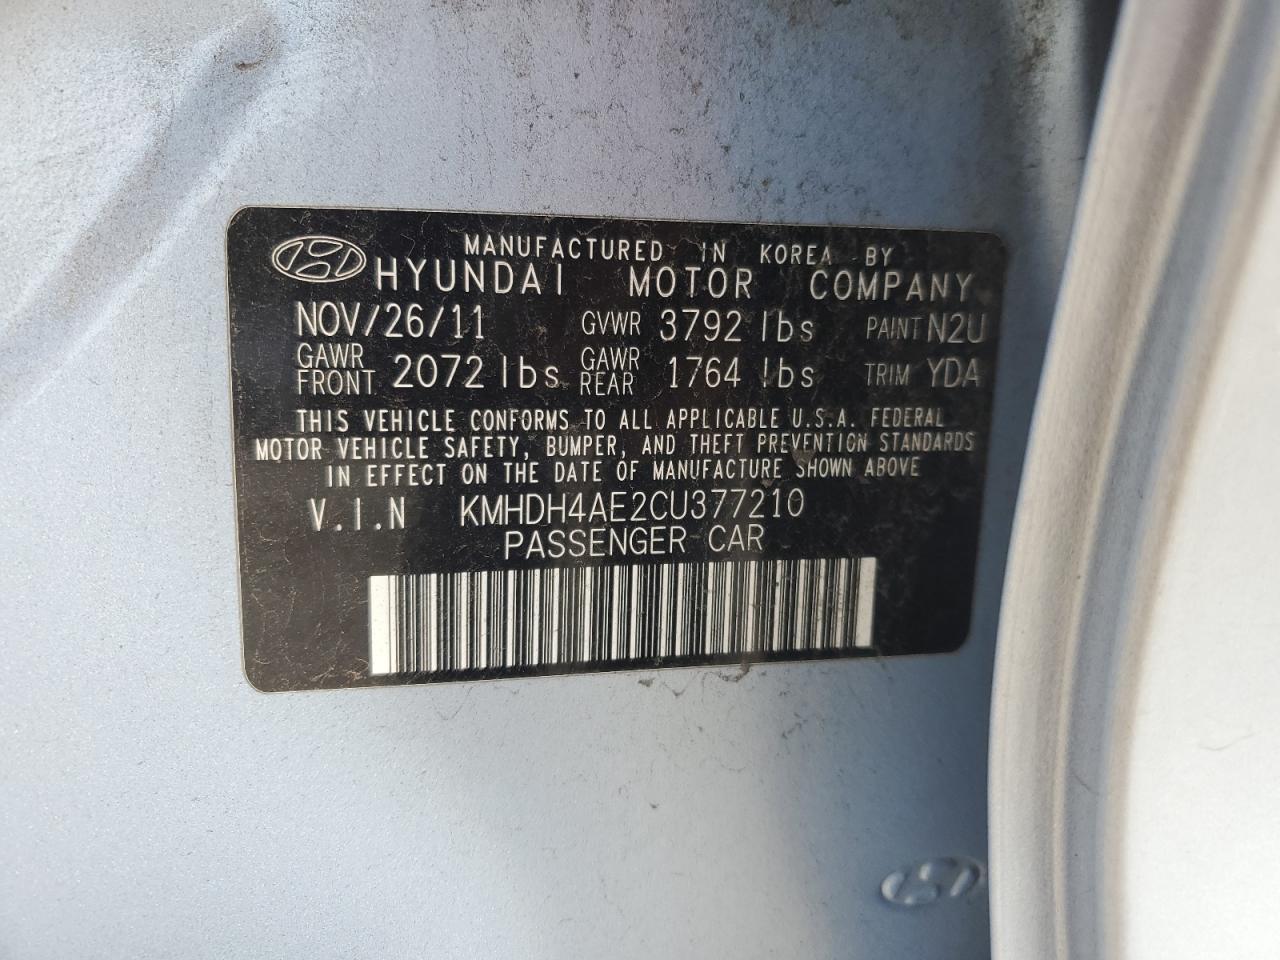 MANUFACTURED IN KOREA BY
HYUNDAI MOTOR COMPANY
NOV/26/11 GVWR 3792 lbs PAINT N2U
GAWR FRONT 2072 lbs GAWR REAR 1764 lbs TRIM YDA
THIS VEHICLE CONFORMS TO ALL APPLICABLE U.S.A. FEDERAL
MOTOR VEHICLE SAFETY, BUMPER, AND THEFT PREVENTION STANDARDS
IN EFFECT ON THE DATE OF MANUFACTURE SHOWN ABOVE
V.I.N KMHDH4AE2CU377210
PASSENGER CAR